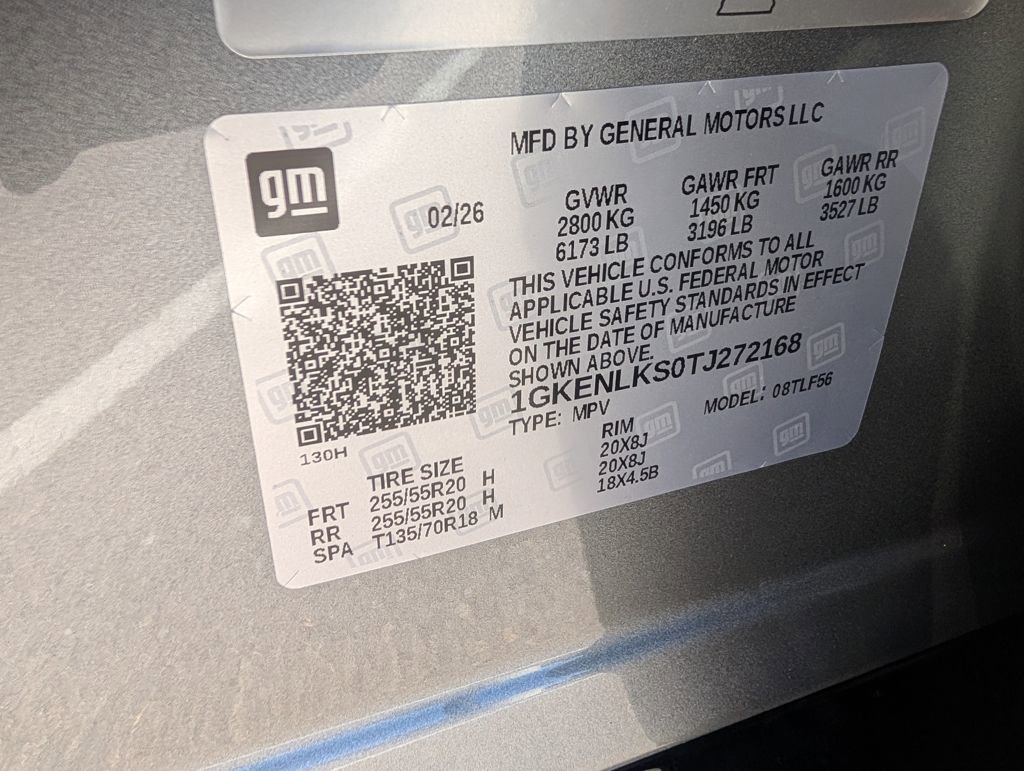 MFD BY GENERAL MOTORS LLC
gm
02/26
GVWR GAWR FRT GAWR RR
2800 KG 1450 KG 1600 KG
6173 LB 3196 LB 3527 LB
THIS VEHICLE CONFORMS TO ALL
APPLICABLE U.S. FEDERAL MOTOR
VEHICLE SAFETY STANDARDS IN EFFECT
ON THE DATE OF MANUFACTURE
SHOWN ABOVE.
1GKENLKS0TJ272168
TYPE: MPV MODEL: 08TLF56
130H
TIRE SIZE RIM
FRT 255/55R20 H 20X8J
RR 255/55R20 H 20X8J
SPA T135/70R18 M 18X4.5B